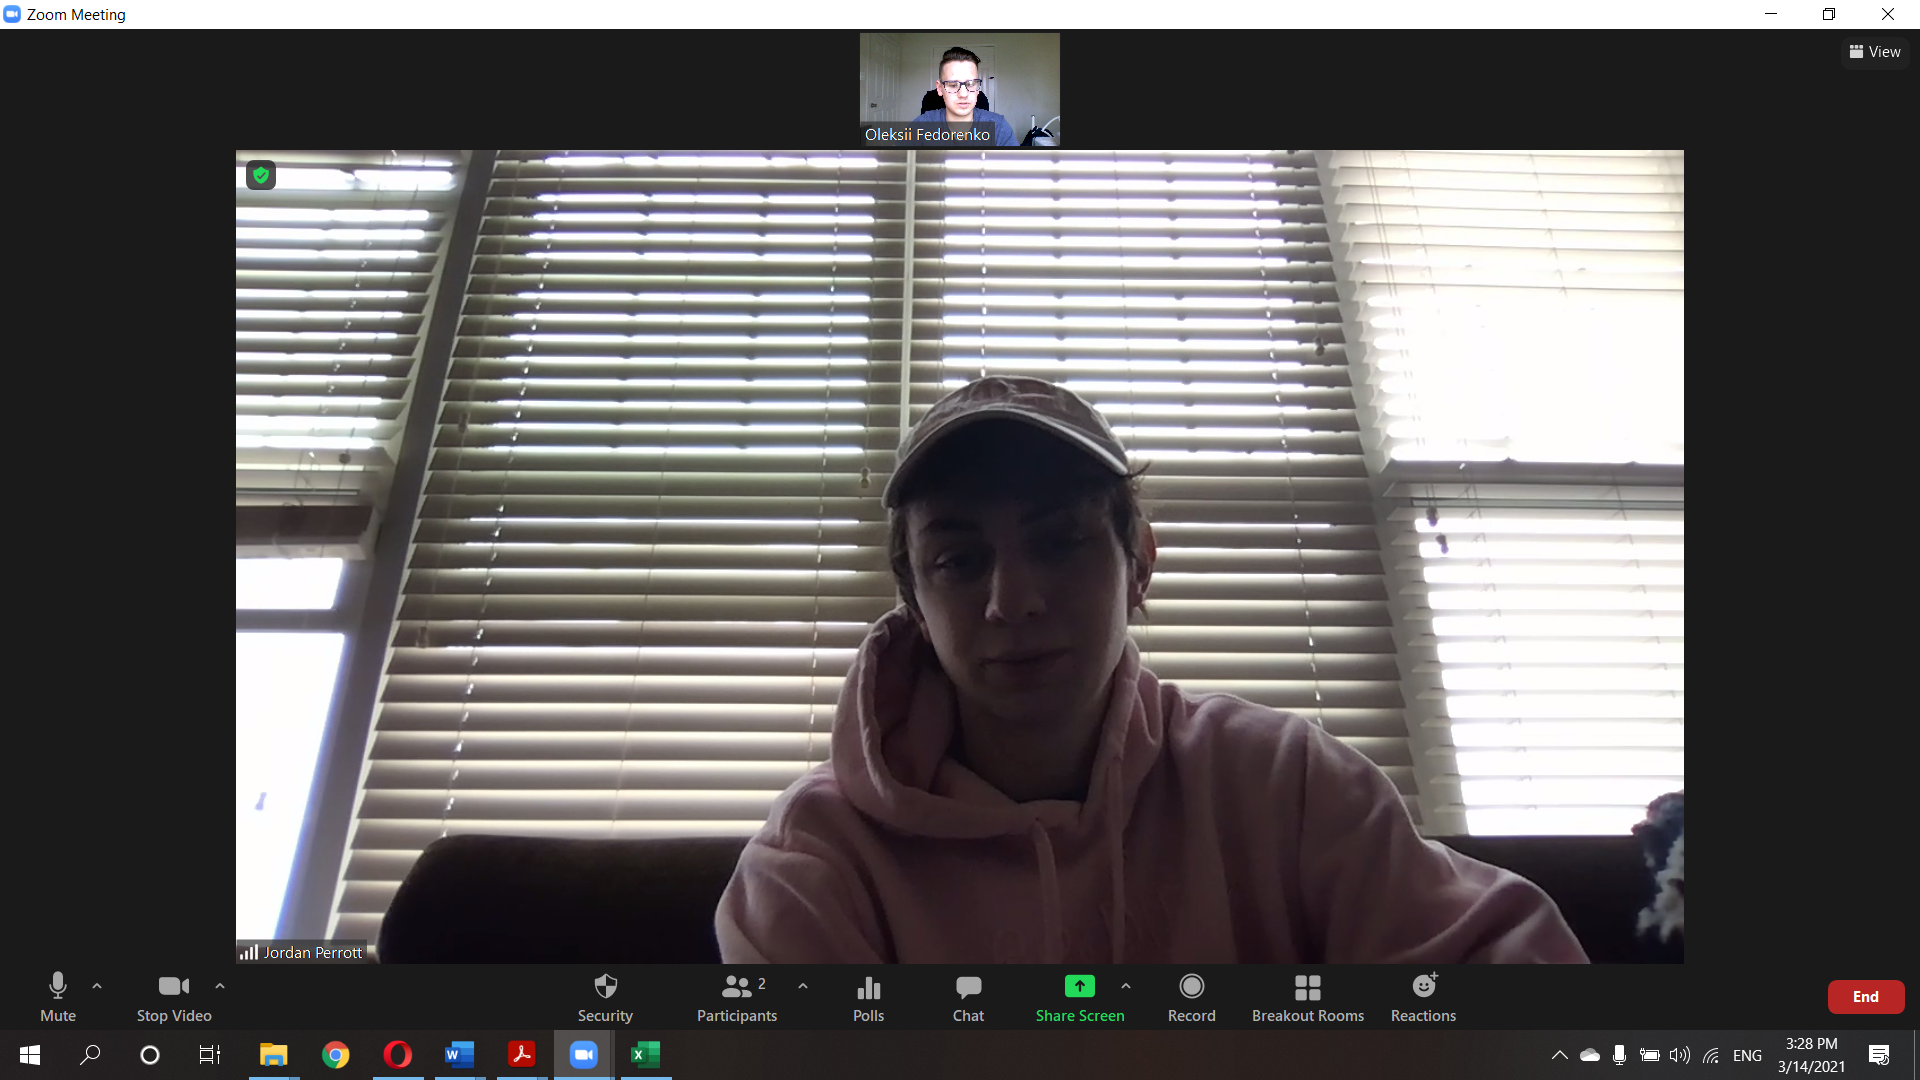 Zoom Meeting
View
Oleksii Fedorenko
Jordan Perrott
Mute
Stop Video
Security
2
Participants
Polls
Chat
Share Screen
Record
Breakout Rooms
Reactions
End
W
X
ENG
3:28 PM
3/14/2021